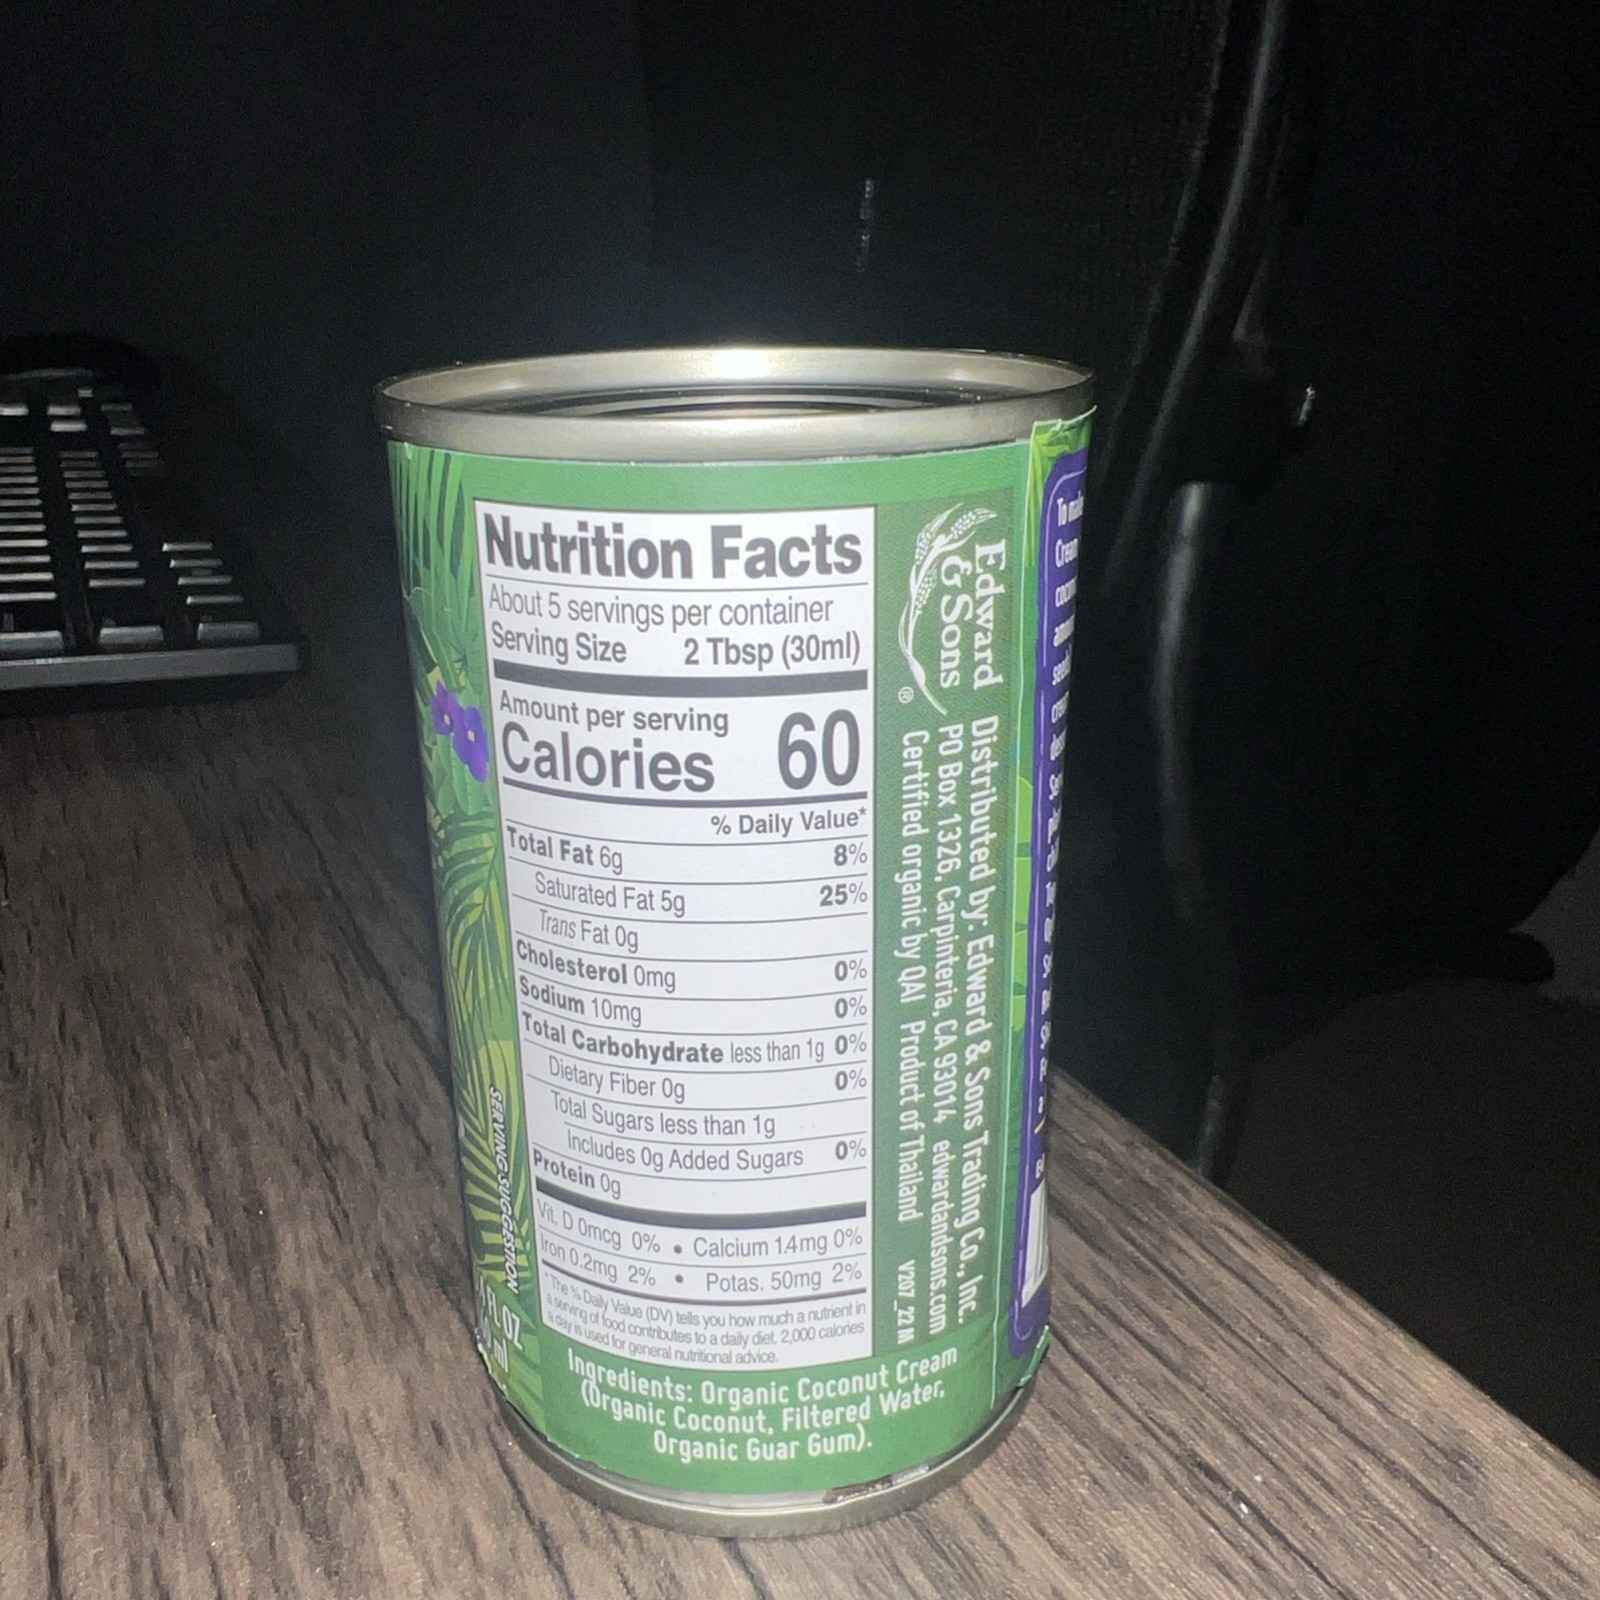 Nutrition Facts
About 5 servings per container
Serving Size 2 Tbsp (30ml)
Amount per serving
Calories 60
% Daily Value*
Total Fat 6g 8%
Saturated Fat 5g 25%
Trans Fat 0g
Cholesterol 0mg 0%
Sodium 10mg 0%
Total Carbohydrate less than 1g 0%
Dietary Fiber 0g 0%
Total Sugars less than 1g
Includes 0g Added Sugars 0%
Protein 0g
Vit. D 0mcg 0% • Calcium 1.4mg 0%
Iron 0.2mg 2% • Potas. 50mg 2%
*The % Daily Value (DV) tells you how much a nutrient in
a serving of food contributes to a daily diet. 2,000 calories
a day is used for general nutritional advice.
Ingredients: Organic Coconut Cream
(Organic Coconut, Filtered Water,
Organic Guar Gum).
Edward
& Sons®
Distributed by: Edward & Sons Trading Co., Inc.
PO Box 1326, Carpinteria, CA 93014 edwardandsons.com
Certified organic by QAI Product of Thailand V207_22 M
SERVING SUGGESTION
FL OZ
ml
To